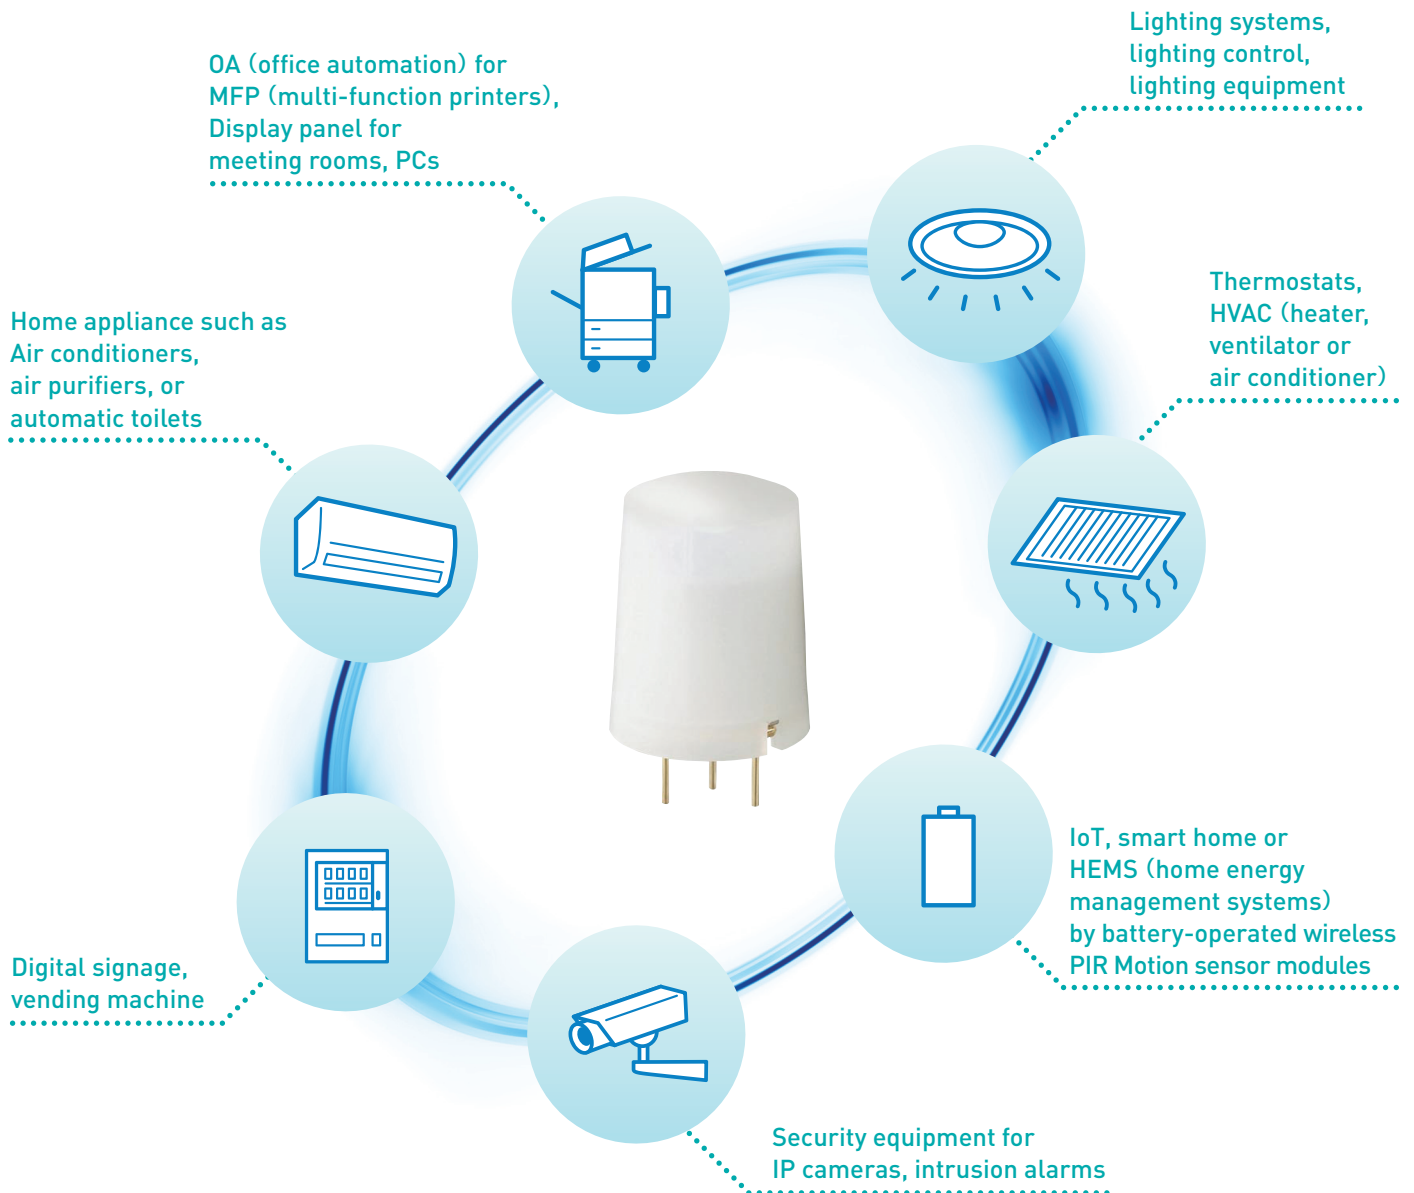 Lighting systems,
lighting control,
lighting equipment
OA (office automation) for
MFP (multi-function printers),
Display panel for
meeting rooms, PCs
Thermostats,
HVAC (heater,
ventilator or
air conditioner)
Home appliance such as
Air conditioners,
air purifiers, or
automatic toilets
IoT, smart home or
HEMS (home energy
management systems)
by battery-operated wireless
PIR Motion sensor modules
Digital signage,
vending machine
Security equipment for
IP cameras, intrusion alarms